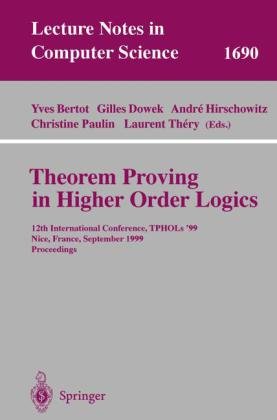 Lecture Notes in
Computer Science 1690
Yves Bertot Gilles Dowek André Hirschowitz
Christine Paulin Laurent Théry (Eds.)
Theorem Proving
in Higher Order Logics
12th International Conference, TPHOLs '99
Nice, France, September 1999
Proceedings
Springer